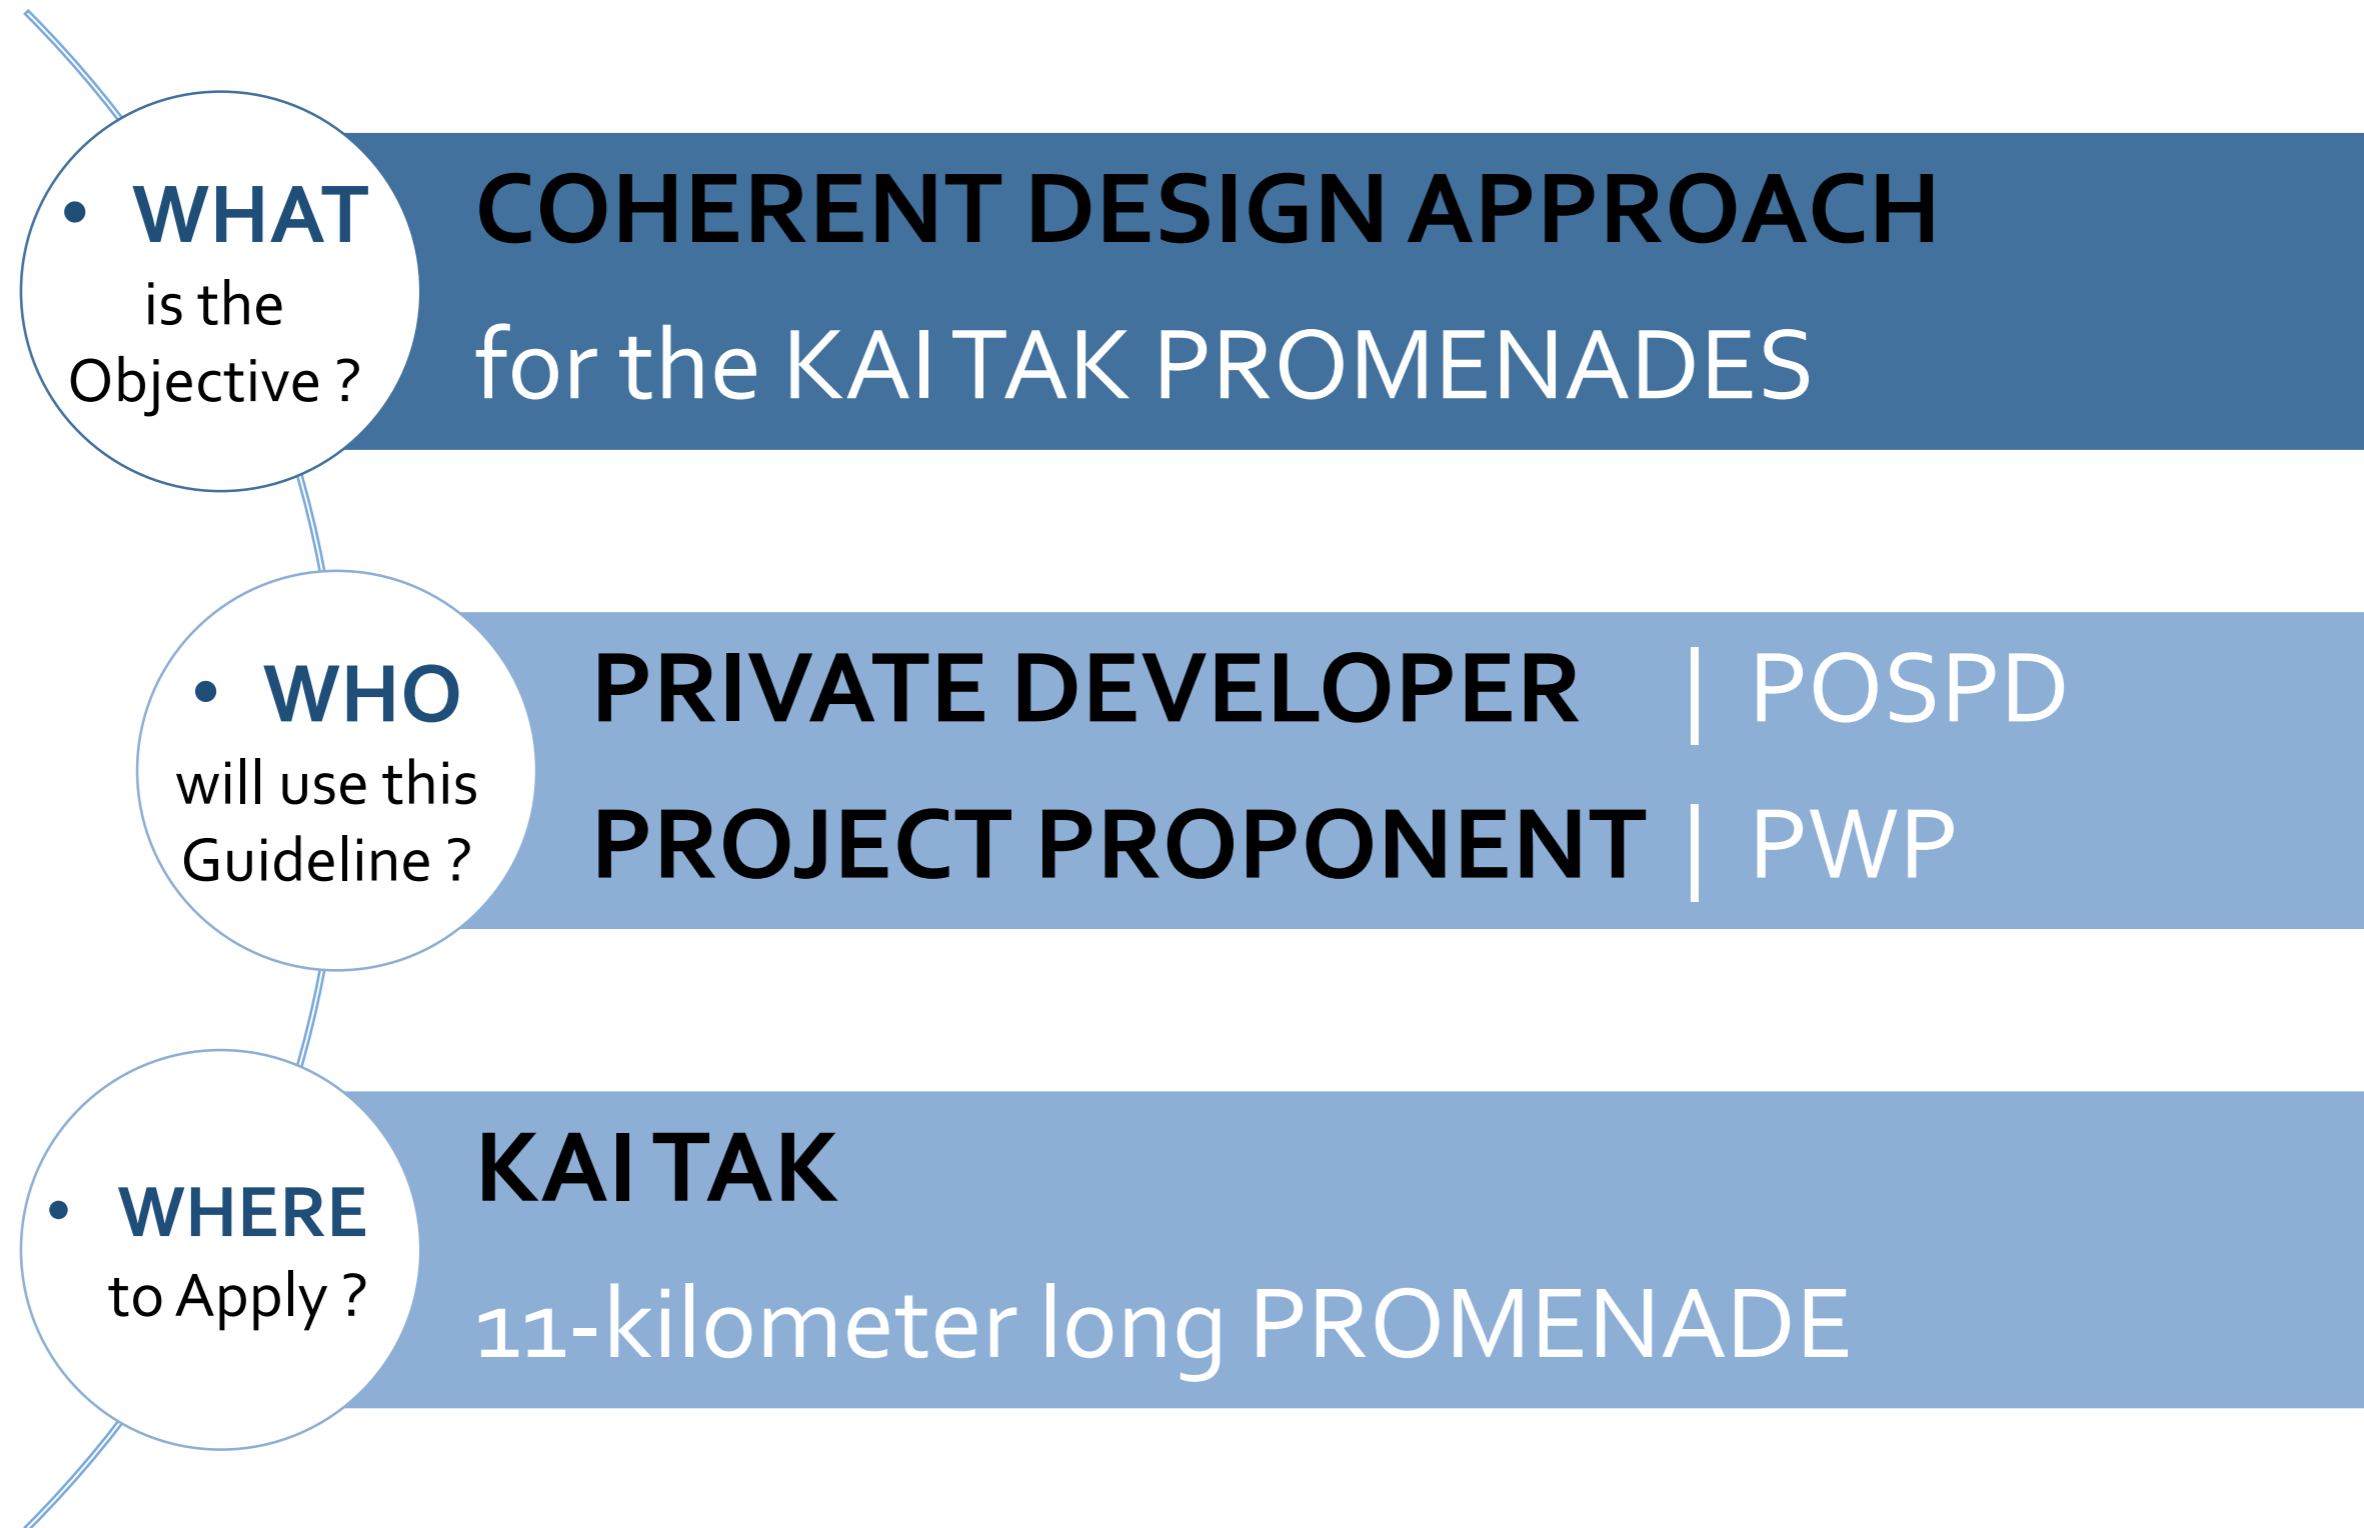 • WHAT
is the
Objective ?
COHERENT DESIGN APPROACH
for the KAI TAK PROMENADES
• WHO
will use this
Guideline ?
PRIVATE DEVELOPER | POSPD
PROJECT PROPONENT | PWP
• WHERE
to Apply ?
KAI TAK
11-kilometer long PROMENADE